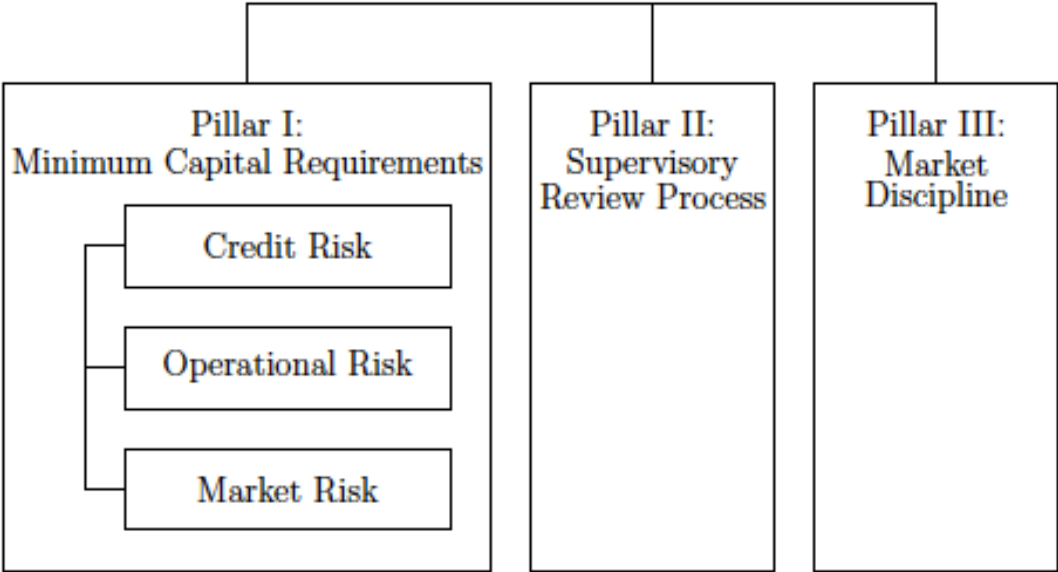 Pillar I:
Minimum Capital Requirements
Credit Risk
Operational Risk
Market Risk
Pillar II:
Supervisory
Review Process
Pillar III:
Market
Discipline